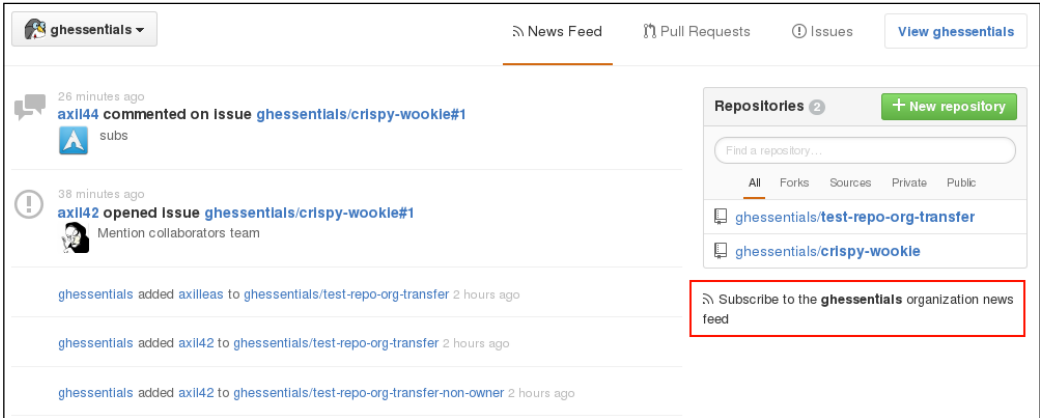 ghessentials
News Feed
Pull Requests
Issues
View ghessentials
26 minutes ago
axil44 commented on issue ghessentials/crispy-wookie#1
subs
38 minutes ago
axil42 opened issue ghessentials/crispy-wookie#1
Mention collaborators team
ghessentials added axilleas to ghessentials/test-repo-org-transfer 2 hours ago
ghessentials added axil42 to ghessentials/test-repo-org-transfer 2 hours ago
ghessentials added axil42 to ghessentials/test-repo-org-transfer-non-owner 2 hours ago
Repositories 2
+ New repository
Find a repository...
All Forks Sources Private Public
ghessentials/test-repo-org-transfer
ghessentials/crispy-wookie
Subscribe to the ghessentials organization news
feed